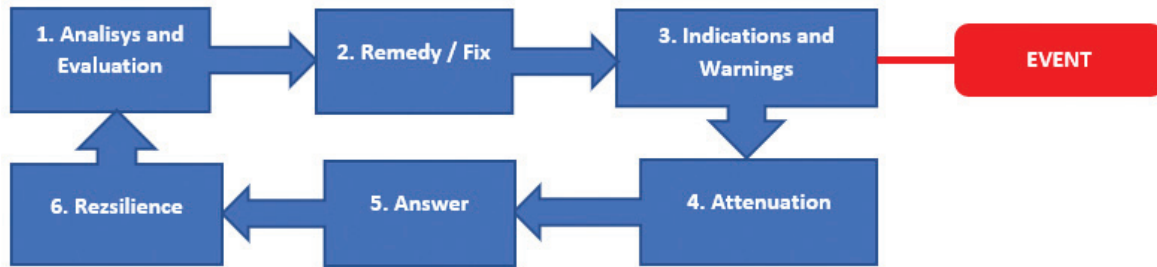 1. Analisys and
Evaluation
2. Remedy / Fix
3. Indications and
Warnings
EVENT
6. Rezsilience
5. Answer
4. Attenuation